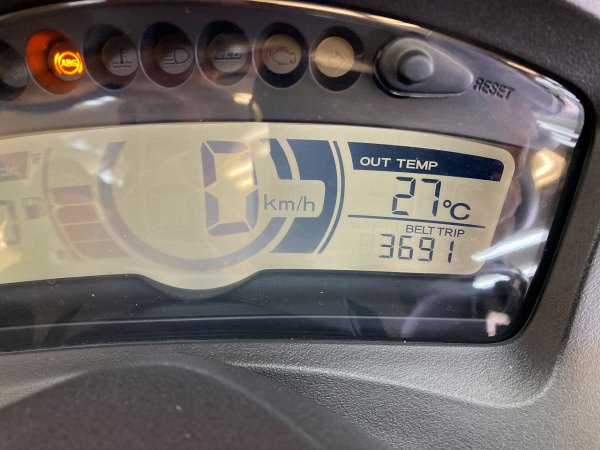 ABS
RESET
OUT TEMP
27°C
0 km/h
BELT TRIP
3691